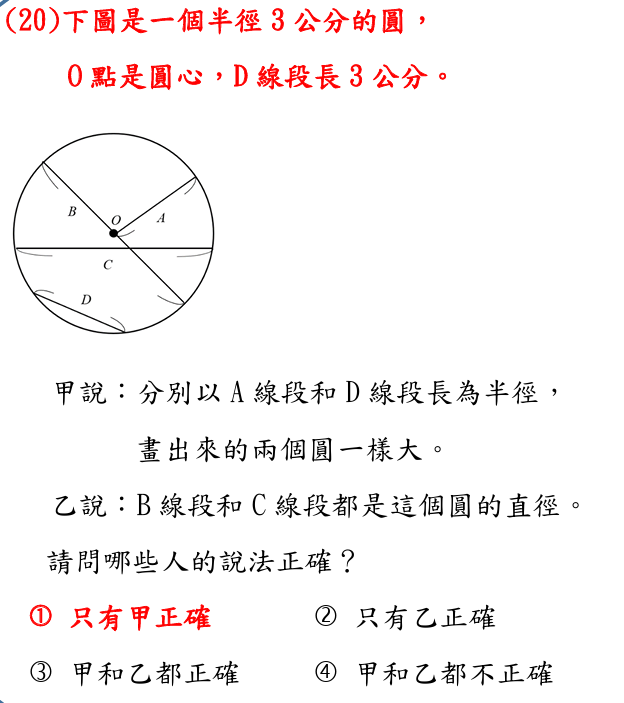 (20)下圖是一個半徑 3 公分的圓，
O 點是圓心，D 線段長 3 公分。
B
O
A
C
D
甲說：分別以 A 線段和 D 線段長為半徑，
畫出來的兩個圓一樣大。
乙說：B 線段和 C 線段都是這個圓的直徑。
請問哪些人的說法正確？
① 只有甲正確 ② 只有乙正確
③ 甲和乙都正確 ④ 甲和乙都不正確